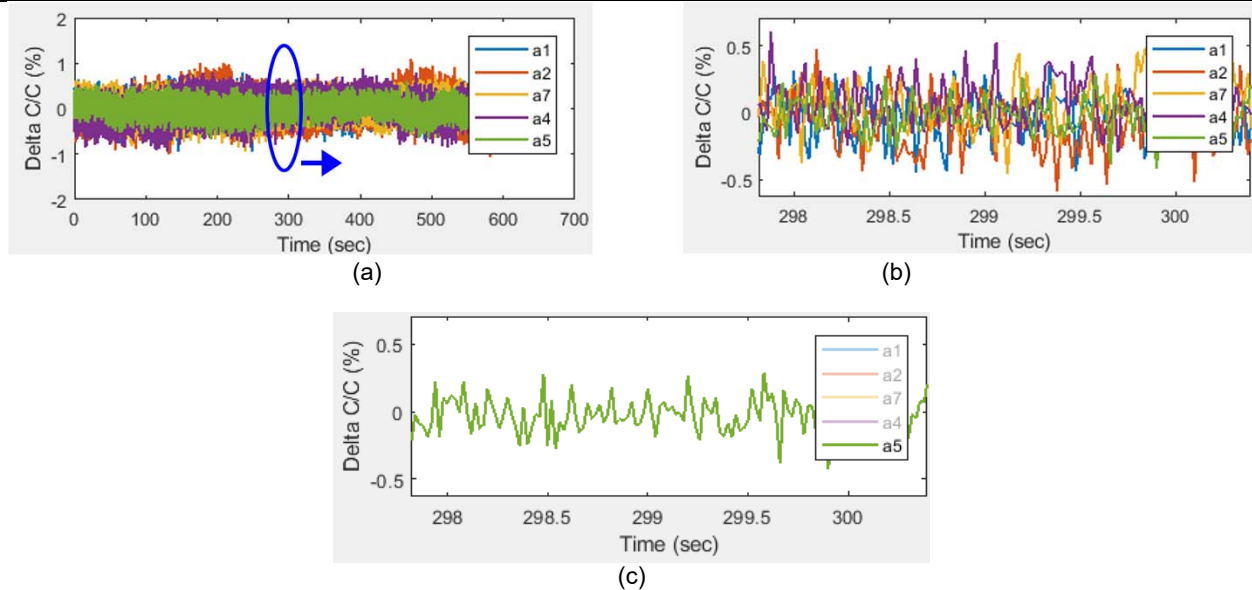 2
1
0
-1
-2
Delta C/C (%)
0 100 200 300 400 500 600 700
Time (sec)
a1
a2
a7
a4
a5
(a)
0.5
0
-0.5
Delta C/C (%)
298 298.5 299 299.5 300
Time (sec)
a1
a2
a7
a4
a5
(b)
0.5
0
-0.5
Delta C/C (%)
298 298.5 299 299.5 300
Time (sec)
a1
a2
a7
a4
a5
(c)